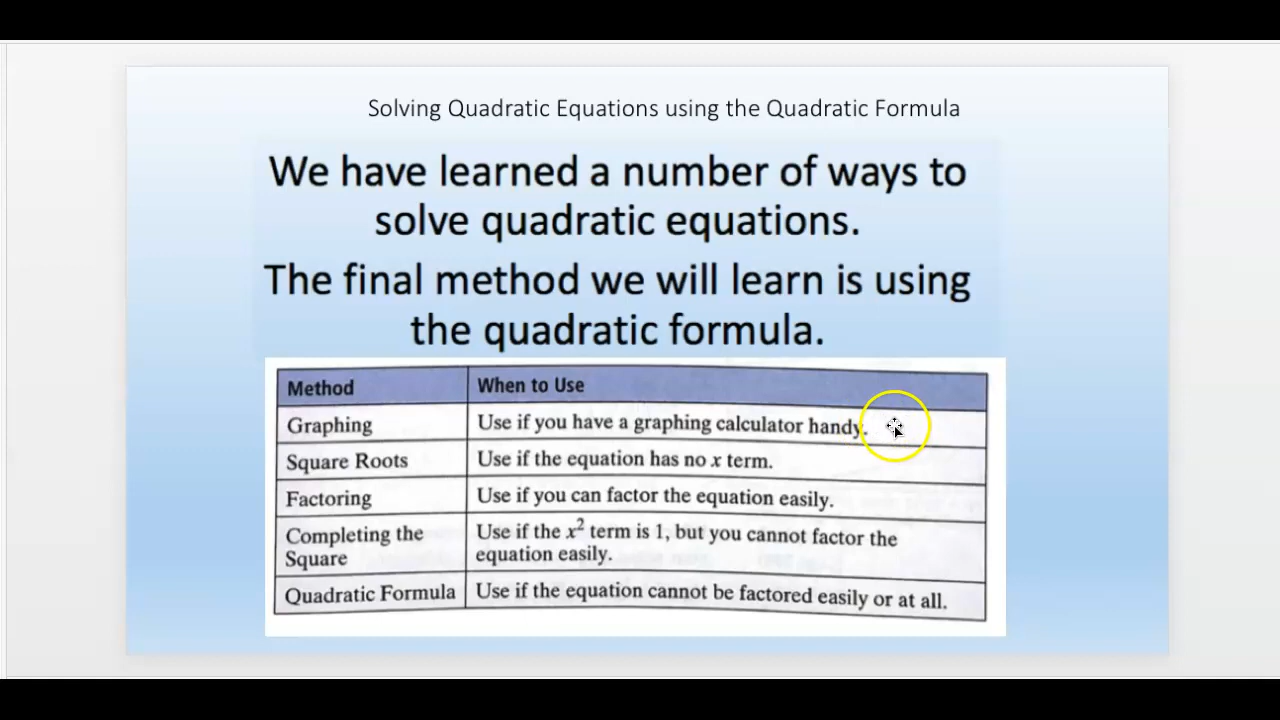 Solving Quadratic Equations using the Quadratic Formula
We have learned a number of ways to
solve quadratic equations.
The final method we will learn is using
the quadratic formula.
Method When to Use
Graphing Use if you have a graphing calculator handy.
Square Roots Use if the equation has no x term.
Factoring Use if you can factor the equation easily.
Completing the Use if the x² term is 1, but you cannot factor the
Square equation easily.
Quadratic Formula Use if the equation cannot be factored easily or at all.